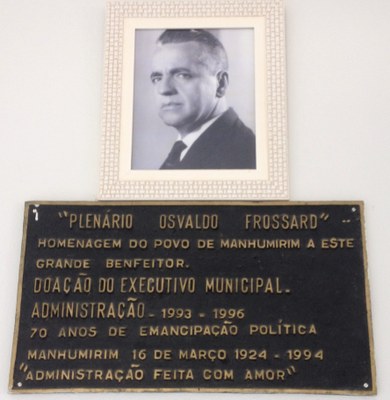 "PLENÁRIO OSVALDO FROSSARD"
HOMENAGEM DO POVO DE MANHUMIRIM A ESTE
GRANDE BENFEITOR.
DOAÇÃO DO EXECUTIVO MUNICIPAL.
ADMINISTRAÇÃO - 1993 - 1996
70 ANOS DE EMANCIPAÇÃO POLÍTICA
MANHUMIRIM 16 DE MARÇO 1924 - 1994
"ADMINISTRAÇÃO FEITA COM AMOR"